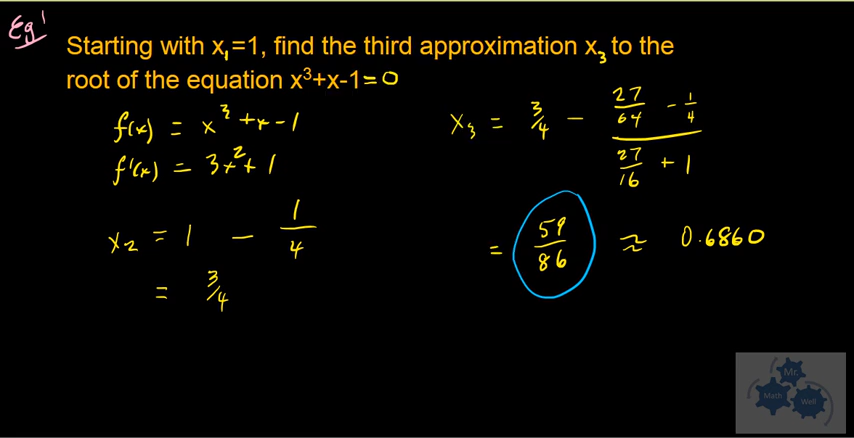 Eg 1
Starting with x₁=1, find the third approximation x₃ to the
root of the equation x³+x-1=0
f(x) = x³+x-1
f'(x) = 3x²+1
x₂ = 1 - 1/4
= 3/4
x₃ = 3/4 - (27/64 - 1/4)/(27/16 + 1)
= 59/86 ≈ 0.6860
Mr.
Math
Well